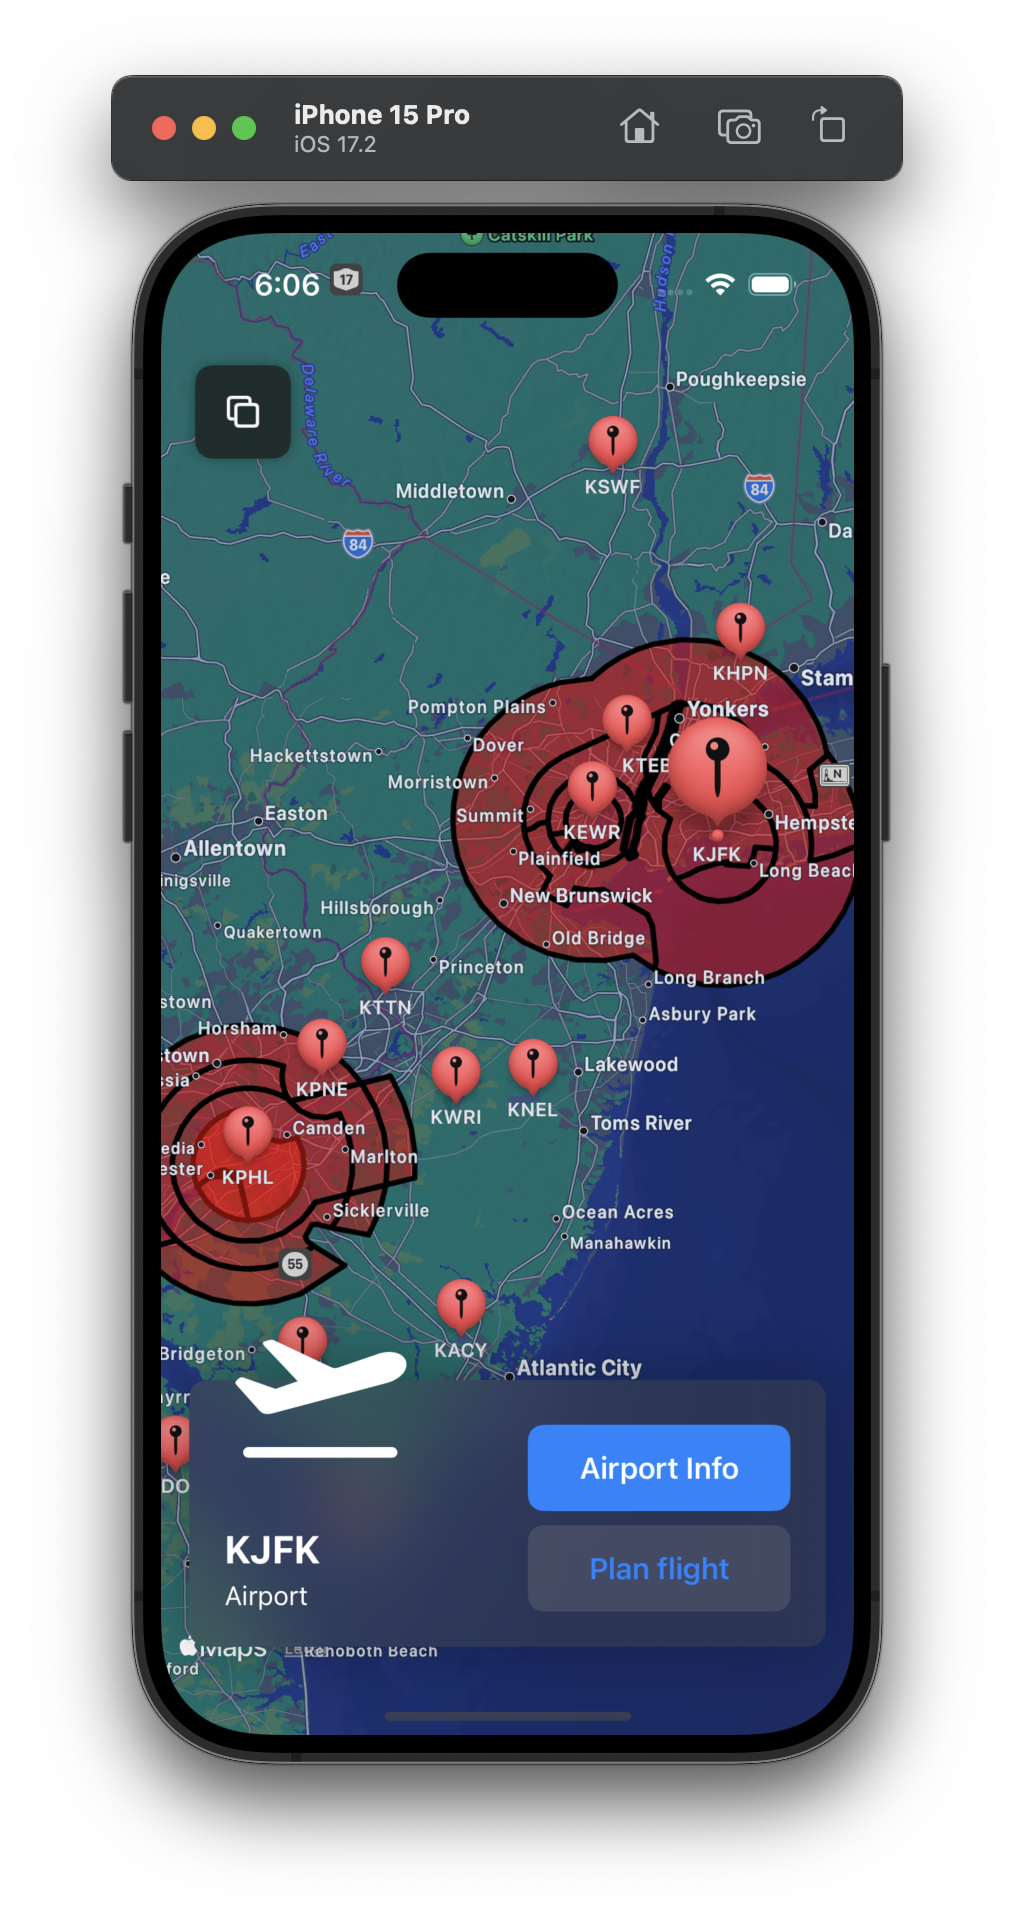 iPhone 15 Pro
iOS 17.2
Catskill Park
East
6:06
17
Hudson
Delaware River
Poughkeepsie
KSWF
Middletown
84
84
Da
e
KHPN
Stam
Pompton Plains
Yonkers
Dover
Hackettstown
KTEB
N
Morristown
Easton
Summit
KEWR
Hempste
Allentown
Plainfield
KJFK
Long Beach
inigsville
New Brunswick
Hillsborough
Quakertown
Old Bridge
Princeton
Long Branch
stown
KTTN
Asbury Park
Horsham
stown
Lakewood
ssia
KPNE
KWRI
KNEL
Camden
Toms River
edia
Marlton
ester
KPHL
Sicklerville
Ocean Acres
Manahawkin
55
Bridgeton
KACY
Atlantic City
myrr
DO
Airport Info
KJFK
Plan flight
Airport
Maps
Legal
Rehoboth Beach
ford